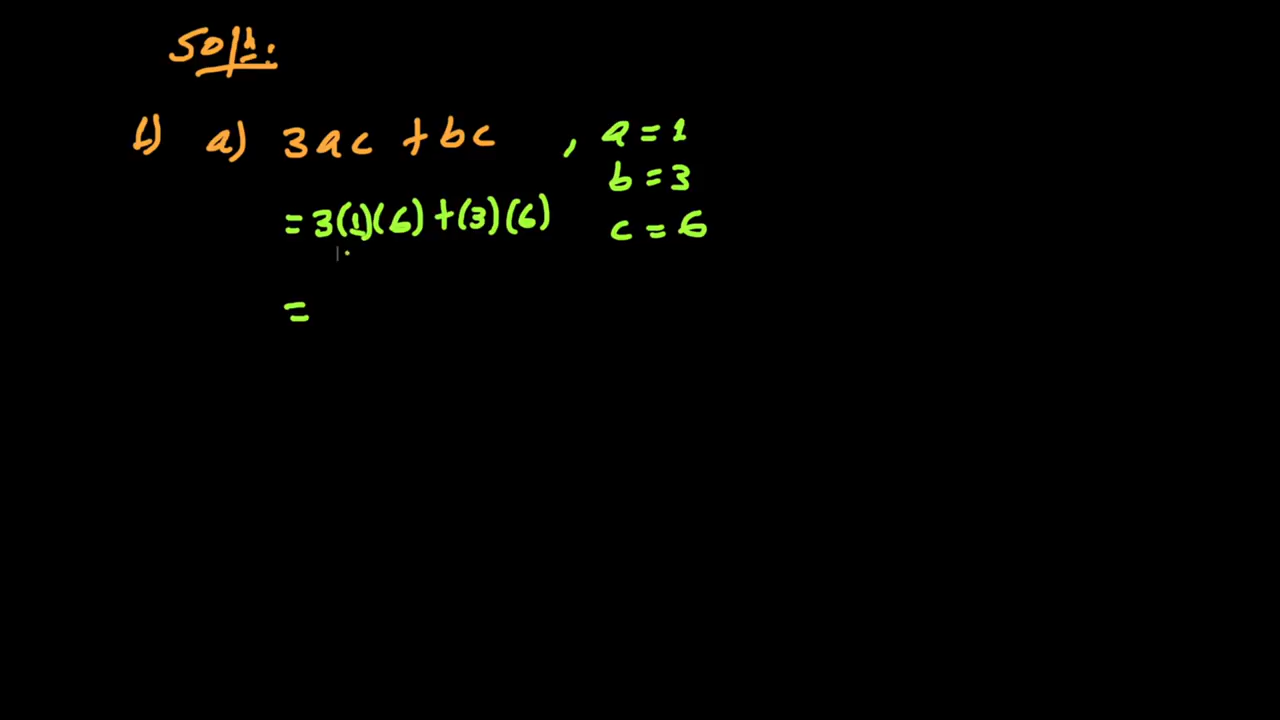 Soln:
1) a) 3ac + bc , a = 1
b = 3
= 3(1)(6) + (3)(6)
c = 6
=